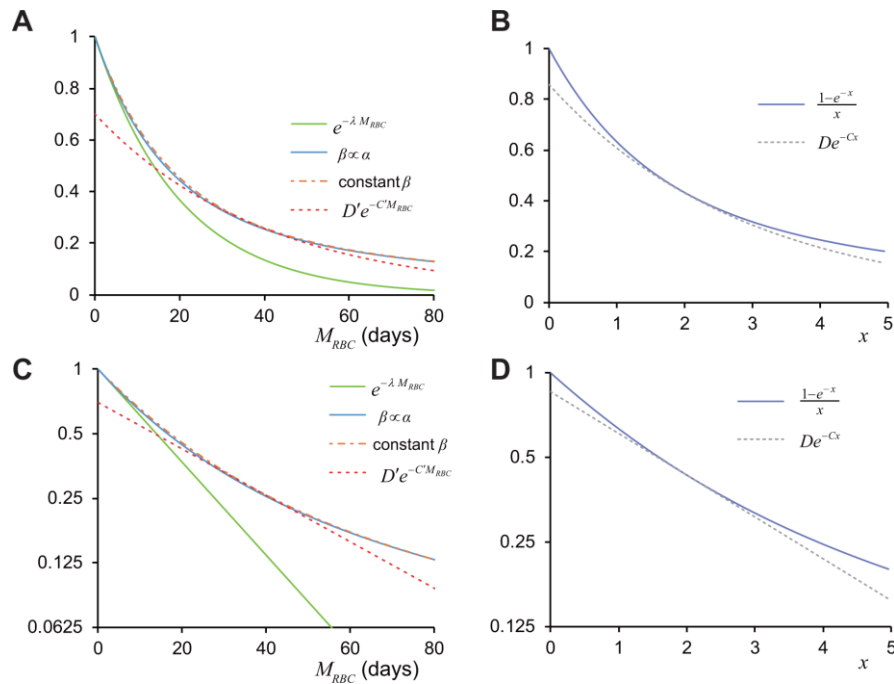 A
1
0.8
0.6
0.4
0.2
0
0 20 40 60 80
M_RBC (days)
e^{-λ M_RBC}
β∝α
constant β
D′e^{-C′M_RBC}
B
1
0.8
0.6
0.4
0.2
0
0 1 2 3 4 5
x
1−e^{-x}
x
De^{-Cx}
C
1
0.5
0.25
0.125
0.0625
0 20 40 60 80
M_RBC (days)
e^{-λ M_RBC}
β∝α
constant β
D′e^{-C′M_RBC}
D
1
0.5
0.25
0.125
0 1 2 3 4 5
x
1−e^{-x}
x
De^{-Cx}